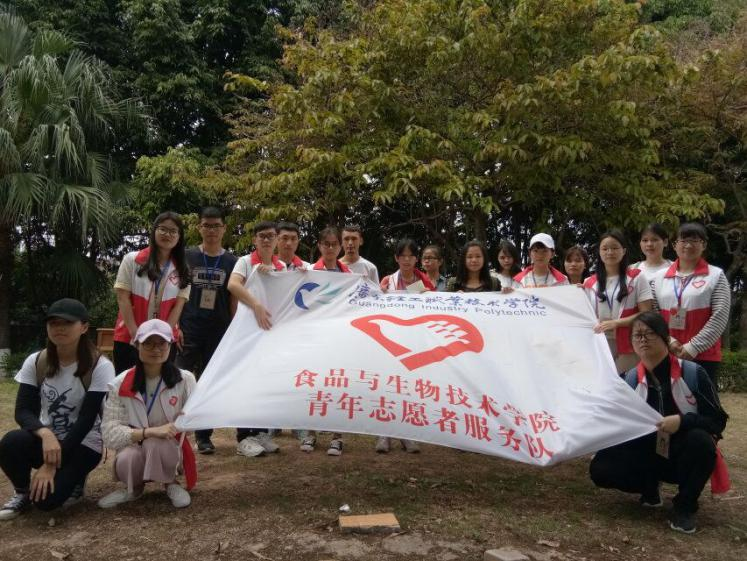 广东轻工职业技术学院
Guangdong Industry Polytechnic
食品与生物技术学院
青年志愿者服务队